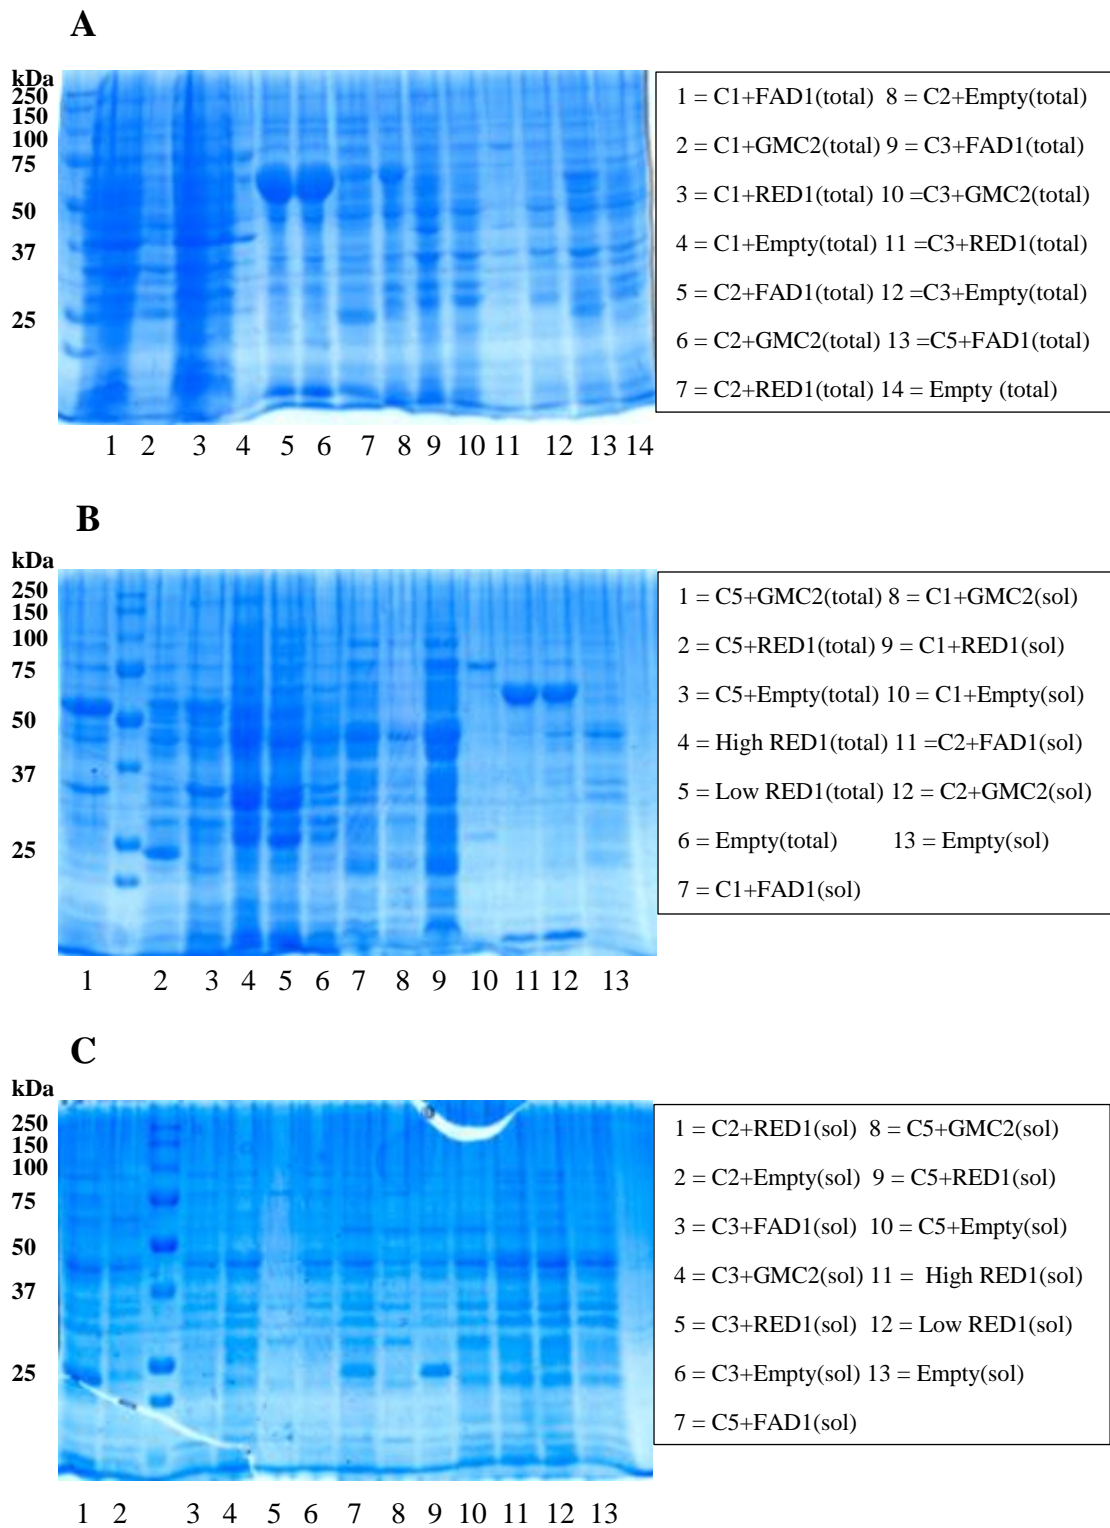 A
kDa
250
150
100
75
50
37
25
1 = C1+FAD1(total) 8 = C2+Empty(total)
2 = C1+GMC2(total) 9 = C3+FAD1(total)
3 = C1+RED1(total) 10 =C3+GMC2(total)
4 = C1+Empty(total) 11 =C3+RED1(total)
5 = C2+FAD1(total) 12 =C3+Empty(total)
6 = C2+GMC2(total) 13 =C5+FAD1(total)
7 = C2+RED1(total) 14 = Empty (total)
1 2 3 4 5 6 7 8 9 10 11 12 13 14
B
kDa
250
150
100
75
50
37
25
1 = C5+GMC2(total) 8 = C1+GMC2(sol)
2 = C5+RED1(total) 9 = C1+RED1(sol)
3 = C5+Empty(total) 10 = C1+Empty(sol)
4 = High RED1(total) 11 =C2+FAD1(sol)
5 = Low RED1(total) 12 = C2+GMC2(sol)
6 = Empty(total) 13 = Empty(sol)
7 = C1+FAD1(sol)
1 2 3 4 5 6 7 8 9 10 11 12 13
C
kDa
250
150
100
75
50
37
25
1 = C2+RED1(sol) 8 = C5+GMC2(sol)
2 = C2+Empty(sol) 9 = C5+RED1(sol)
3 = C3+FAD1(sol) 10 = C5+Empty(sol)
4 = C3+GMC2(sol) 11 = High RED1(sol)
5 = C3+RED1(sol) 12 = Low RED1(sol)
6 = C3+Empty(sol) 13 = Empty(sol)
7 = C5+FAD1(sol)
1 2 3 4 5 6 7 8 9 10 11 12 13